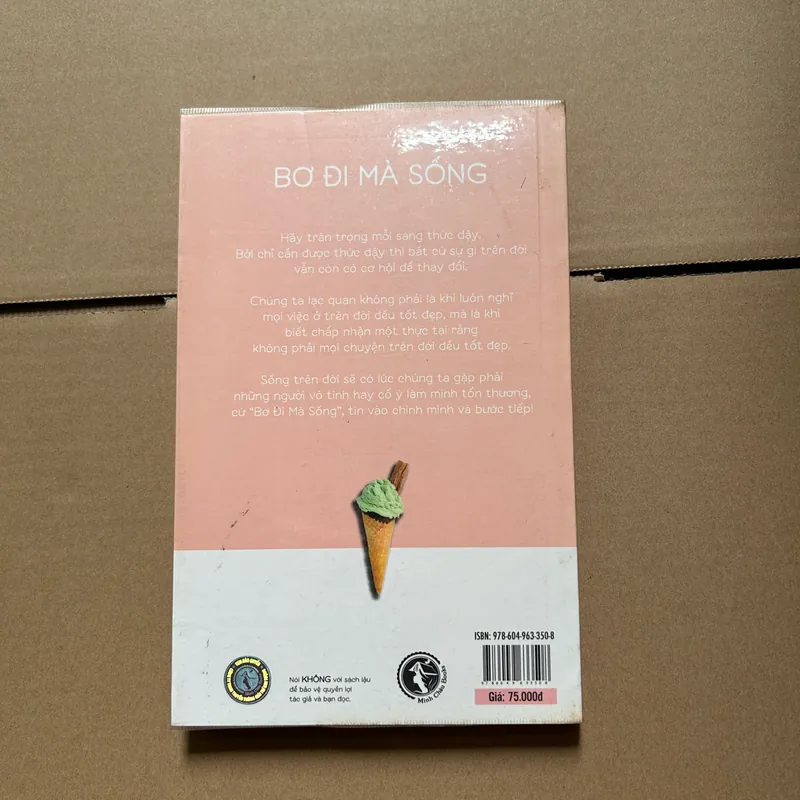 BƠ ĐI MÀ SỐNG
Hãy trân trọng mỗi sáng thức dậy.
Bởi chỉ cần được thức dậy thì bất cứ sự gì trên đời
vẫn còn có cơ hội để thay đổi.
Chúng ta lạc quan không phải là khi luôn nghĩ
mọi việc ở trên đời đều tốt đẹp, mà là khi
biết chấp nhận một thực tại rằng
không phải mọi chuyện trên đời đều tốt đẹp.
Sống trên đời sẽ có lúc chúng ta gặp phải
những người vô tình hay cố ý làm mình tổn thương,
cứ “Bơ Đi Mà Sống”, tin vào chính mình và bước tiếp!
Nói KHÔNG với sách lậu
để bảo vệ quyền lợi
tác giả và bạn đọc.
Minh Châu Books
ISBN: 978-604-963-350-8
Giá: 75.000đ